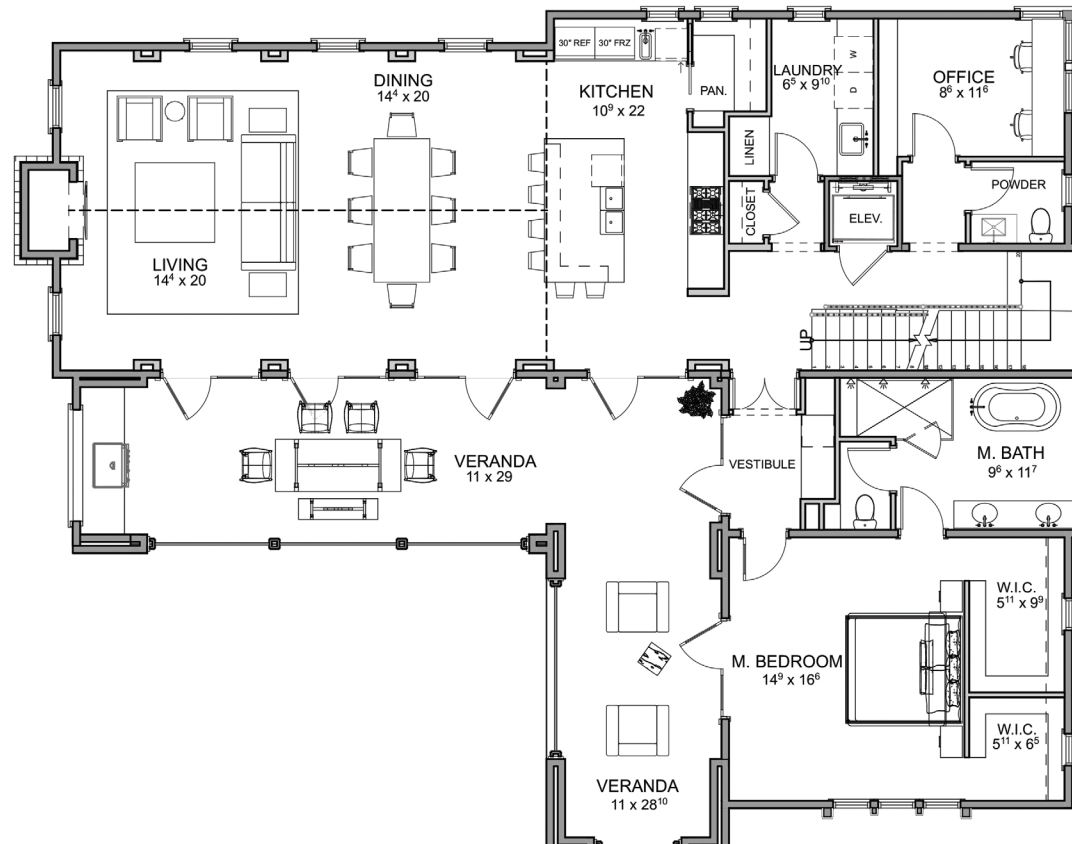 30" REF
30" FRZ
DINING
14⁴ x 20
KITCHEN
10⁹ x 22
PAN.
LAUNDRY
6⁵ x 9¹⁰
W
D
OFFICE
8⁶ x 11⁶
LINEN
CLOSET
ELEV.
POWDER
LIVING
14⁴ x 20
UP
VERANDA
11 x 29
VESTIBULE
M. BATH
9⁶ x 11⁷
W.I.C.
5¹¹ x 9⁹
M. BEDROOM
14⁹ x 16⁶
W.I.C.
5¹¹ x 6⁵
VERANDA
11 x 28¹⁰